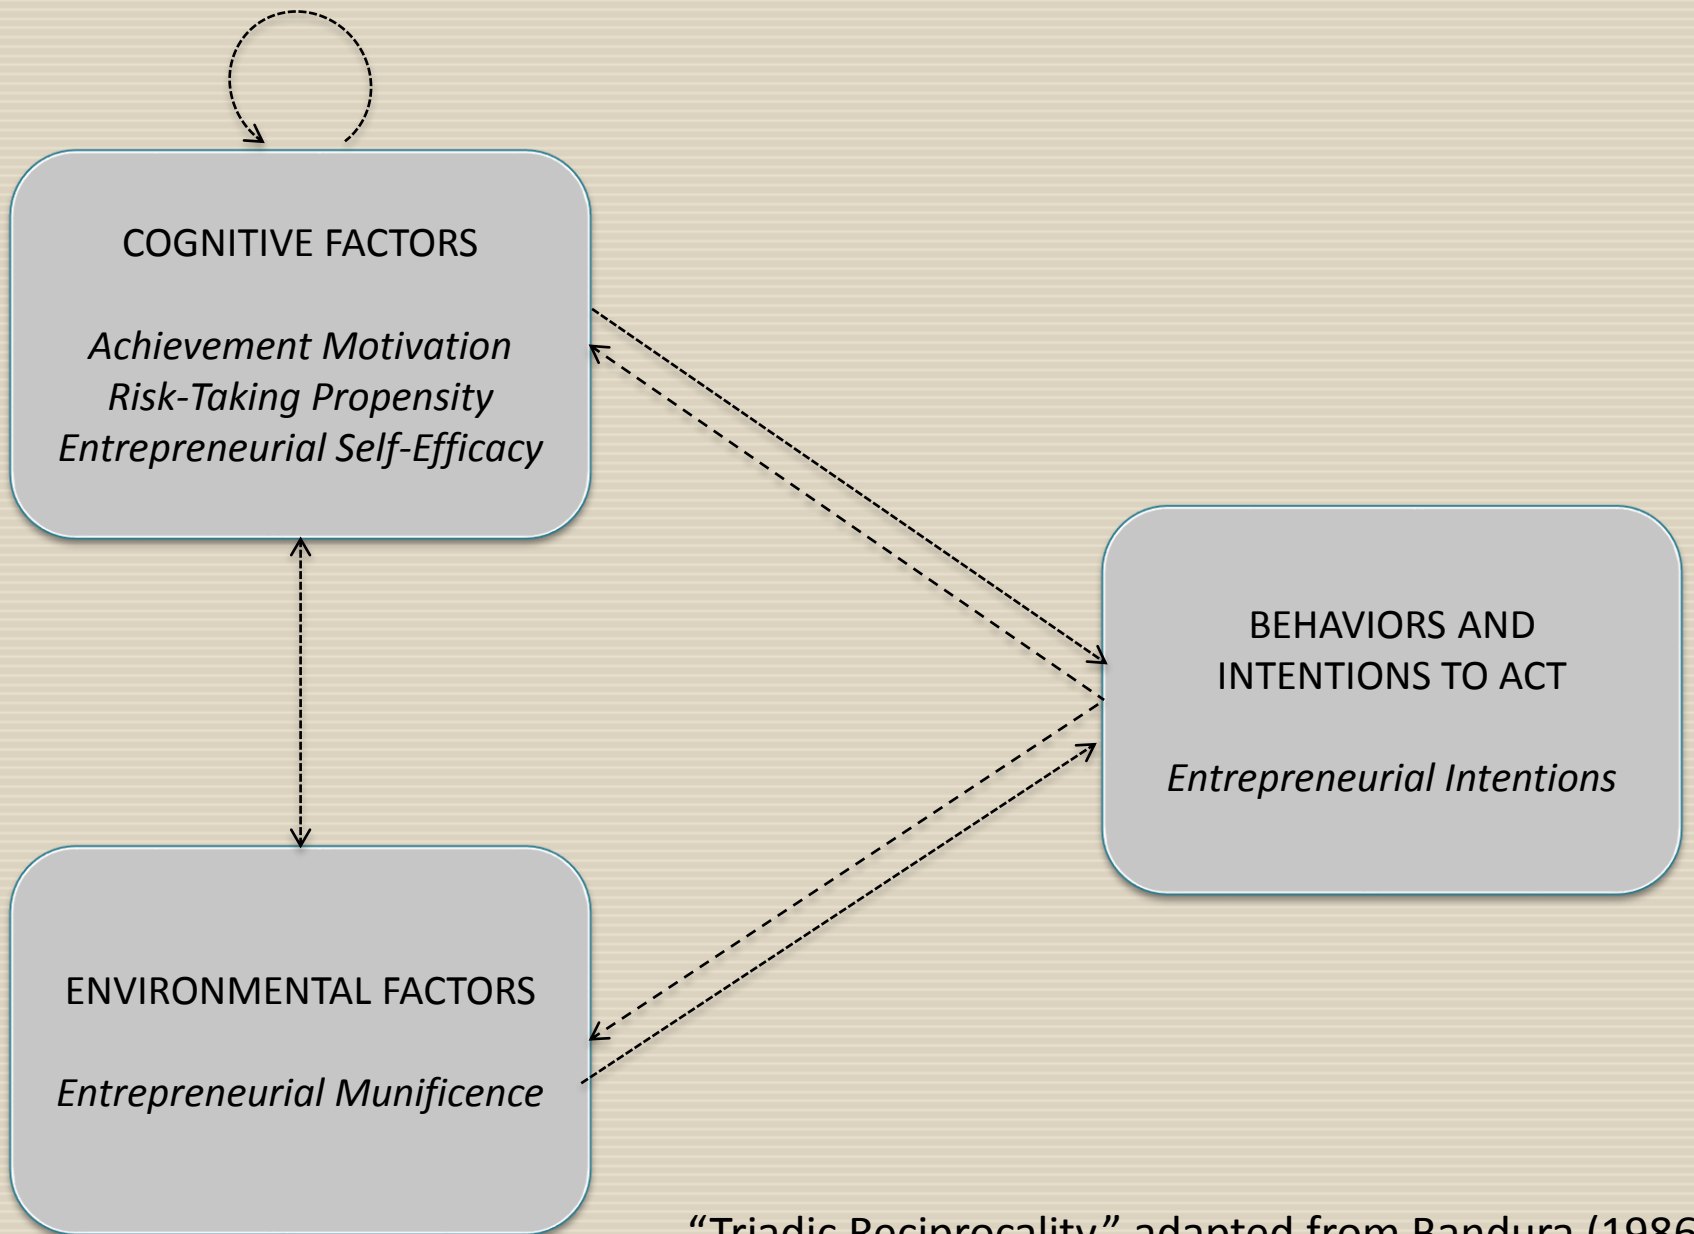 COGNITIVE FACTORS
Achievement Motivation
Risk-Taking Propensity
Entrepreneurial Self-Efficacy
BEHAVIORS AND
INTENTIONS TO ACT
Entrepreneurial Intentions
ENVIRONMENTAL FACTORS
Entrepreneurial Munificence
“Triadic Reciprocality” adapted from Bandura (1986